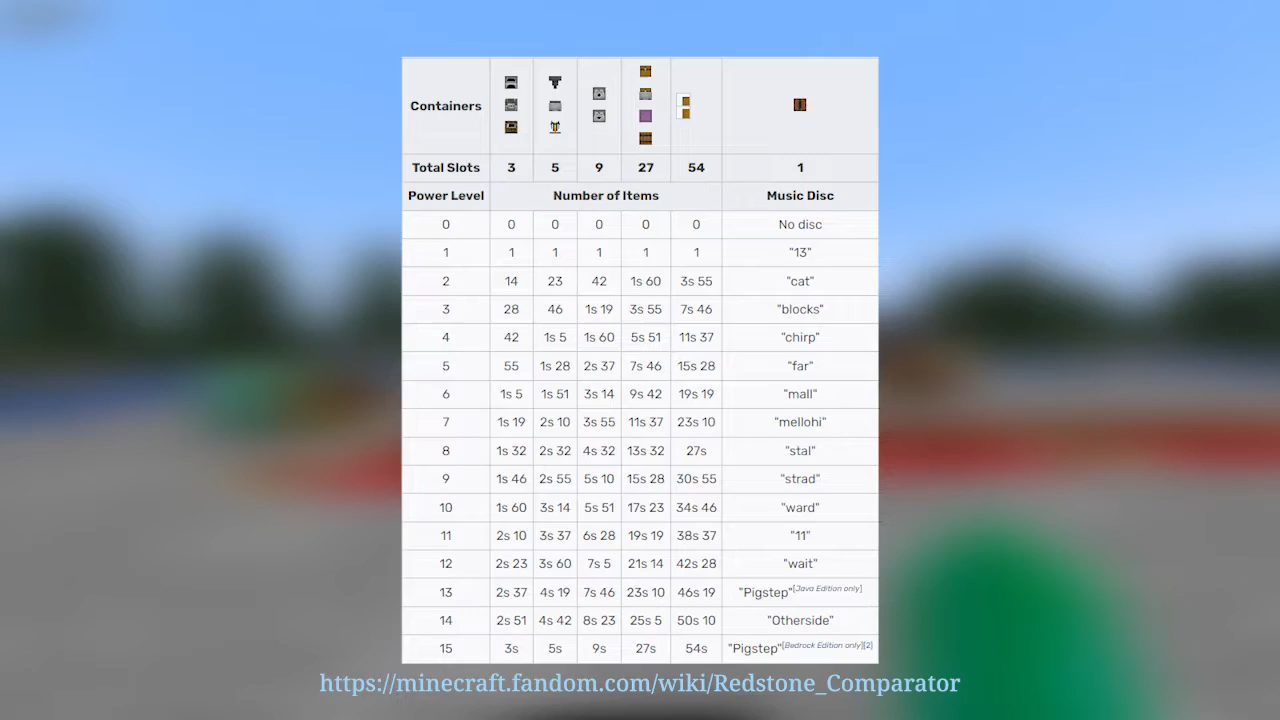 Containers
Total Slots 3 5 9 27 54 1
Power Level Number of Items Music Disc
0 0 0 0 0 0 No disc
1 1 1 1 1 1 "13"
2 14 23 42 1s 60 3s 55 "cat"
3 28 46 1s 19 3s 55 7s 46 "blocks"
4 42 1s 5 1s 60 5s 51 11s 37 "chirp"
5 55 1s 28 2s 37 7s 46 15s 28 "far"
6 1s 5 1s 51 3s 14 9s 42 19s 19 "mall"
7 1s 19 2s 10 3s 55 11s 37 23s 10 "mellohi"
8 1s 32 2s 32 4s 32 13s 32 27s "stal"
9 1s 46 2s 55 5s 10 15s 28 30s 55 "strad"
10 1s 60 3s 14 5s 51 17s 23 34s 46 "ward"
11 2s 10 3s 37 6s 28 19s 19 38s 37 "11"
12 2s 23 3s 60 7s 5 21s 14 42s 28 "wait"
13 2s 37 4s 19 7s 46 23s 10 46s 19 "Pigstep"[Java Edition only]
14 2s 51 4s 42 8s 23 25s 5 50s 10 "Otherside"
15 3s 5s 9s 27s 54s "Pigstep"[Bedrock Edition only][2]
https://minecraft.fandom.com/wiki/Redstone_Comparator